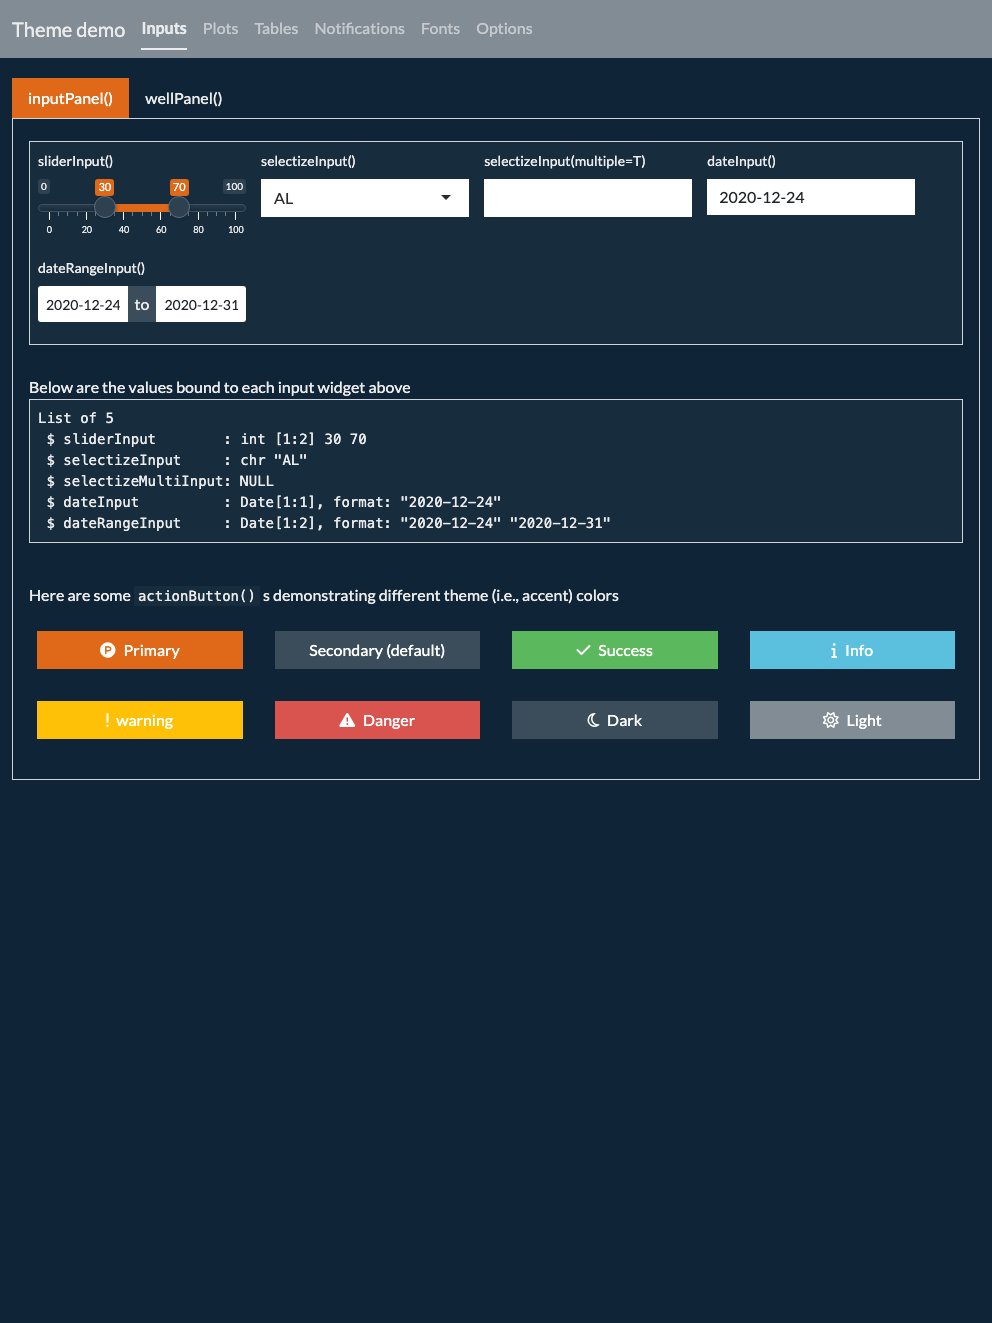 Theme demo Inputs Plots Tables Notifications Fonts Options
inputPanel() wellPanel()
sliderInput() selectizeInput() selectizeInput(multiple=T) dateInput()
0 30 70 100
AL 2020-12-24
0 20 40 60 80 100
dateRangeInput()
2020-12-24 to 2020-12-31
Below are the values bound to each input widget above
List of 5
$ sliderInput : int [1:2] 30 70
$ selectizeInput : chr "AL"
$ selectizeMultiInput: NULL
$ dateInput : Date[1:1], format: "2020-12-24"
$ dateRangeInput : Date[1:2], format: "2020-12-24" "2020-12-31"
Here are some actionButton() s demonstrating different theme (i.e., accent) colors
Primary Secondary (default) Success Info
warning Danger Dark Light